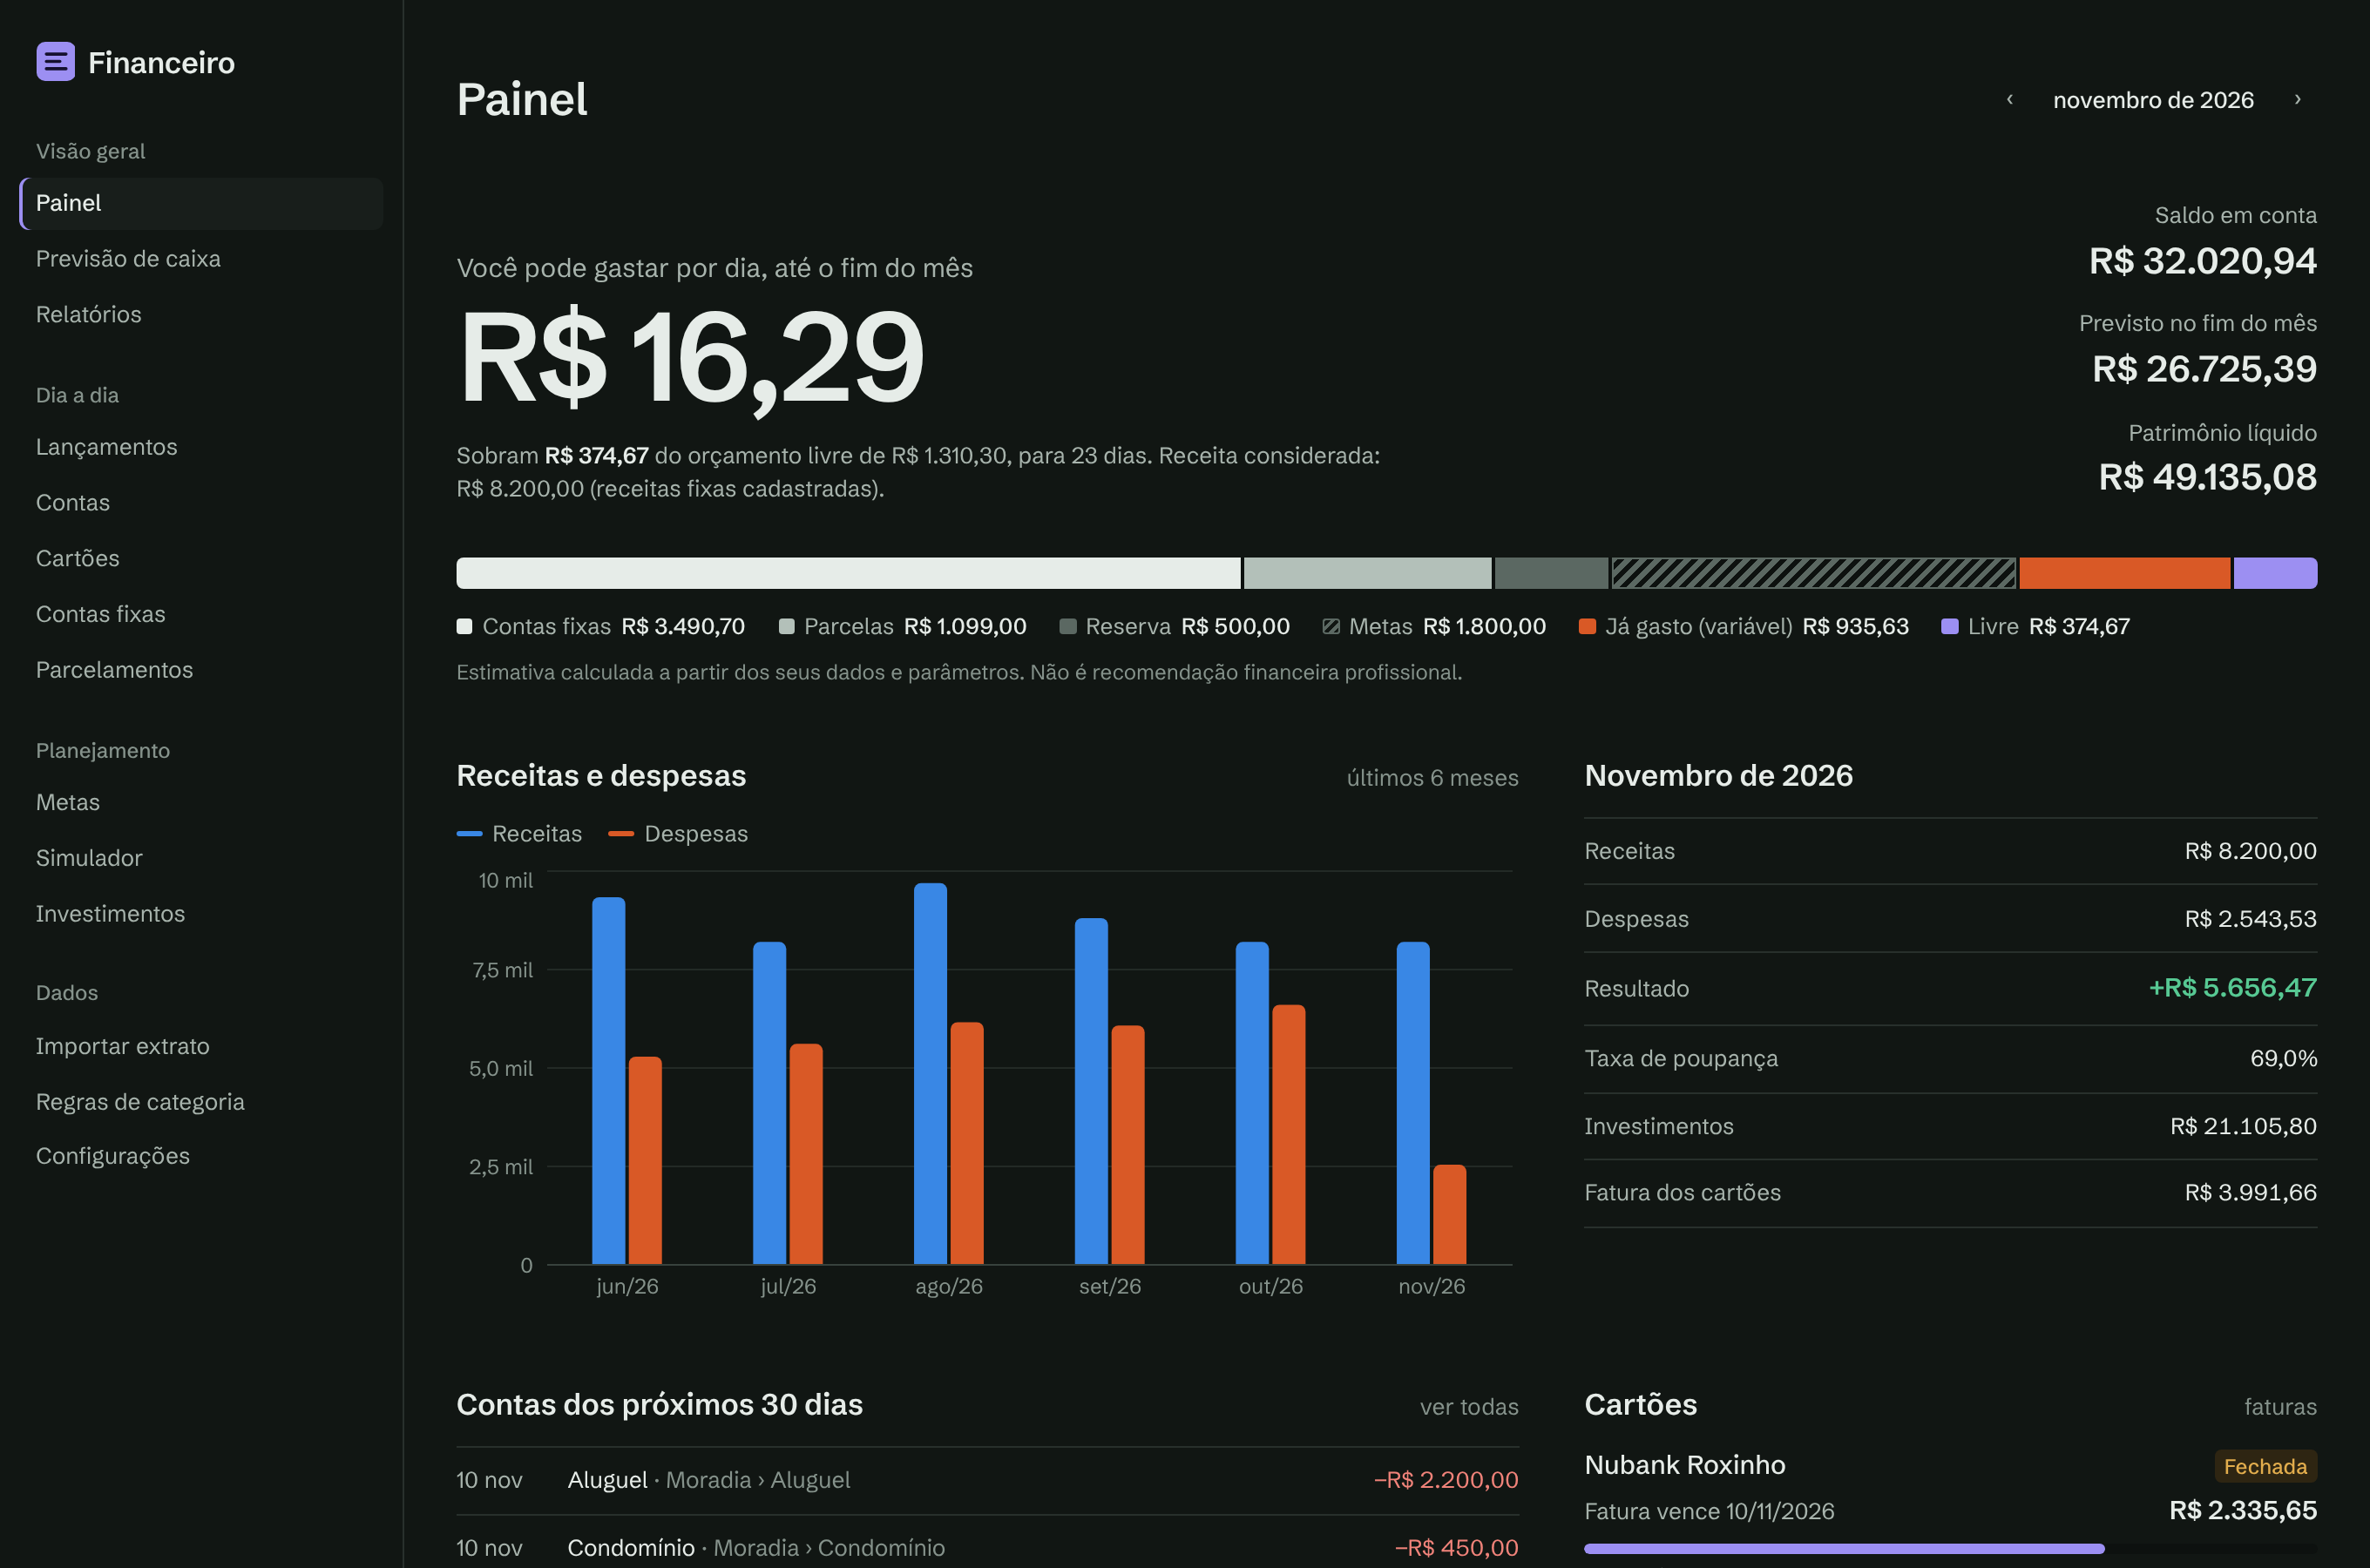 Financeiro
Visão geral
Painel
Previsão de caixa
Relatórios
Dia a dia
Lançamentos
Contas
Cartões
Contas fixas
Parcelamentos
Planejamento
Metas
Simulador
Investimentos
Dados
Importar extrato
Regras de categoria
Configurações
Painel
‹ novembro de 2026 ›
Você pode gastar por dia, até o fim do mês
R$ 16,29
Sobram R$ 374,67 do orçamento livre de R$ 1.310,30, para 23 dias. Receita considerada:
R$ 8.200,00 (receitas fixas cadastradas).
Saldo em conta
R$ 32.020,94
Previsto no fim do mês
R$ 26.725,39
Patrimônio líquido
R$ 49.135,08
Contas fixas R$ 3.490,70 Parcelas R$ 1.099,00 Reserva R$ 500,00 Metas R$ 1.800,00 Já gasto (variável) R$ 935,63 Livre R$ 374,67
Estimativa calculada a partir dos seus dados e parâmetros. Não é recomendação financeira profissional.
Receitas e despesas últimos 6 meses
Receitas Despesas
10 mil
7,5 mil
5,0 mil
2,5 mil
0
jun/26 jul/26 ago/26 set/26 out/26 nov/26
Novembro de 2026
Receitas R$ 8.200,00
Despesas R$ 2.543,53
Resultado +R$ 5.656,47
Taxa de poupança 69,0%
Investimentos R$ 21.105,80
Fatura dos cartões R$ 3.991,66
Contas dos próximos 30 dias ver todas
10 nov Aluguel · Moradia › Aluguel −R$ 2.200,00
10 nov Condomínio · Moradia › Condomínio −R$ 450,00
Cartões faturas
Nubank Roxinho Fechada
Fatura vence 10/11/2026 R$ 2.335,65